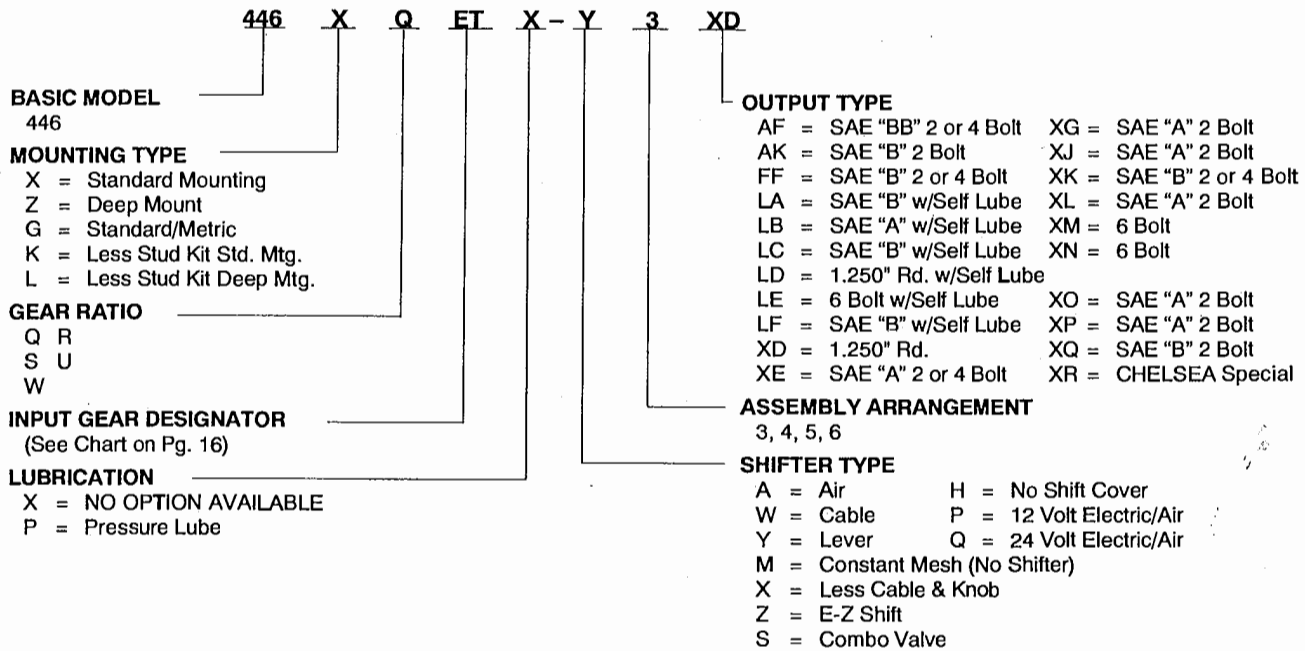 446 X Q ET X – Y 3 XD
BASIC MODEL
446
MOUNTING TYPE
X = Standard Mounting
Z = Deep Mount
G = Standard/Metric
K = Less Stud Kit Std. Mtg.
L = Less Stud Kit Deep Mtg.
GEAR RATIO
Q R
S U
W
INPUT GEAR DESIGNATOR
(See Chart on Pg. 16)
LUBRICATION
X = NO OPTION AVAILABLE
P = Pressure Lube
OUTPUT TYPE
AF = SAE “BB” 2 or 4 Bolt XG = SAE “A” 2 Bolt
AK = SAE “B” 2 Bolt XJ = SAE “A” 2 Bolt
FF = SAE “B” 2 or 4 Bolt XK = SAE “B” 2 or 4 Bolt
LA = SAE “B” w/Self Lube XL = SAE “A” 2 Bolt
LB = SAE “A” w/Self Lube XM = 6 Bolt
LC = SAE “B” w/Self Lube XN = 6 Bolt
LD = 1.250" Rd. w/Self Lube
LE = 6 Bolt w/Self Lube XO = SAE “A” 2 Bolt
LF = SAE “B” w/Self Lube XP = SAE “A” 2 Bolt
XD = 1.250" Rd. XQ = SAE “B” 2 Bolt
XE = SAE “A” 2 or 4 Bolt XR = CHELSEA Special
ASSEMBLY ARRANGEMENT
3, 4, 5, 6
SHIFTER TYPE
A = Air H = No Shift Cover
W = Cable P = 12 Volt Electric/Air
Y = Lever Q = 24 Volt Electric/Air
M = Constant Mesh (No Shifter)
X = Less Cable & Knob
Z = E-Z Shift
S = Combo Valve